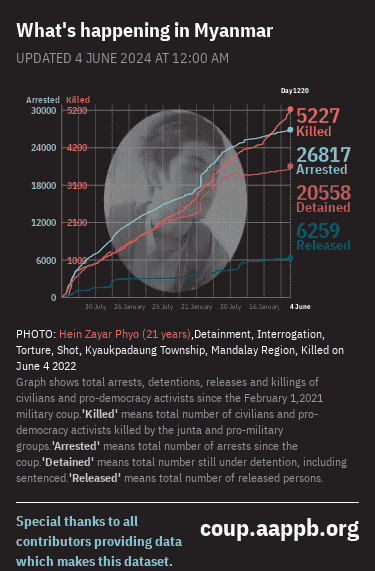 What's happening in Myanmar
UPDATED 4 JUNE 2024 AT 12:00 AM
Day1220
Arrested Killed
30000 5200
24000 4200
18000 3100
12000 2100
6000 1000
0
5227
Killed
26817
Arrested
20558
Detained
6259
Released
30 July 26 January 25 July 21 January 20 July 16 January 4 June
PHOTO: Hein Zayar Phyo (21 years),Detainment, Interrogation,
Torture, Shot, Kyaukpadaung Township, Mandalay Region, Killed on
June 4 2022
Graph shows total arrests, detentions, releases and killings of
civilians and pro-democracy activists since the February 1,2021
military coup.'Killed' means total number of civilians and pro-
democracy activists killed by the junta and pro-military
groups.'Arrested' means total number of arrests since the
coup.'Detained' means total number still under detention, including
sentenced.'Released' means total number of released persons.
Special thanks to all
contributors providing data
which makes this dataset.
coup.aappb.org